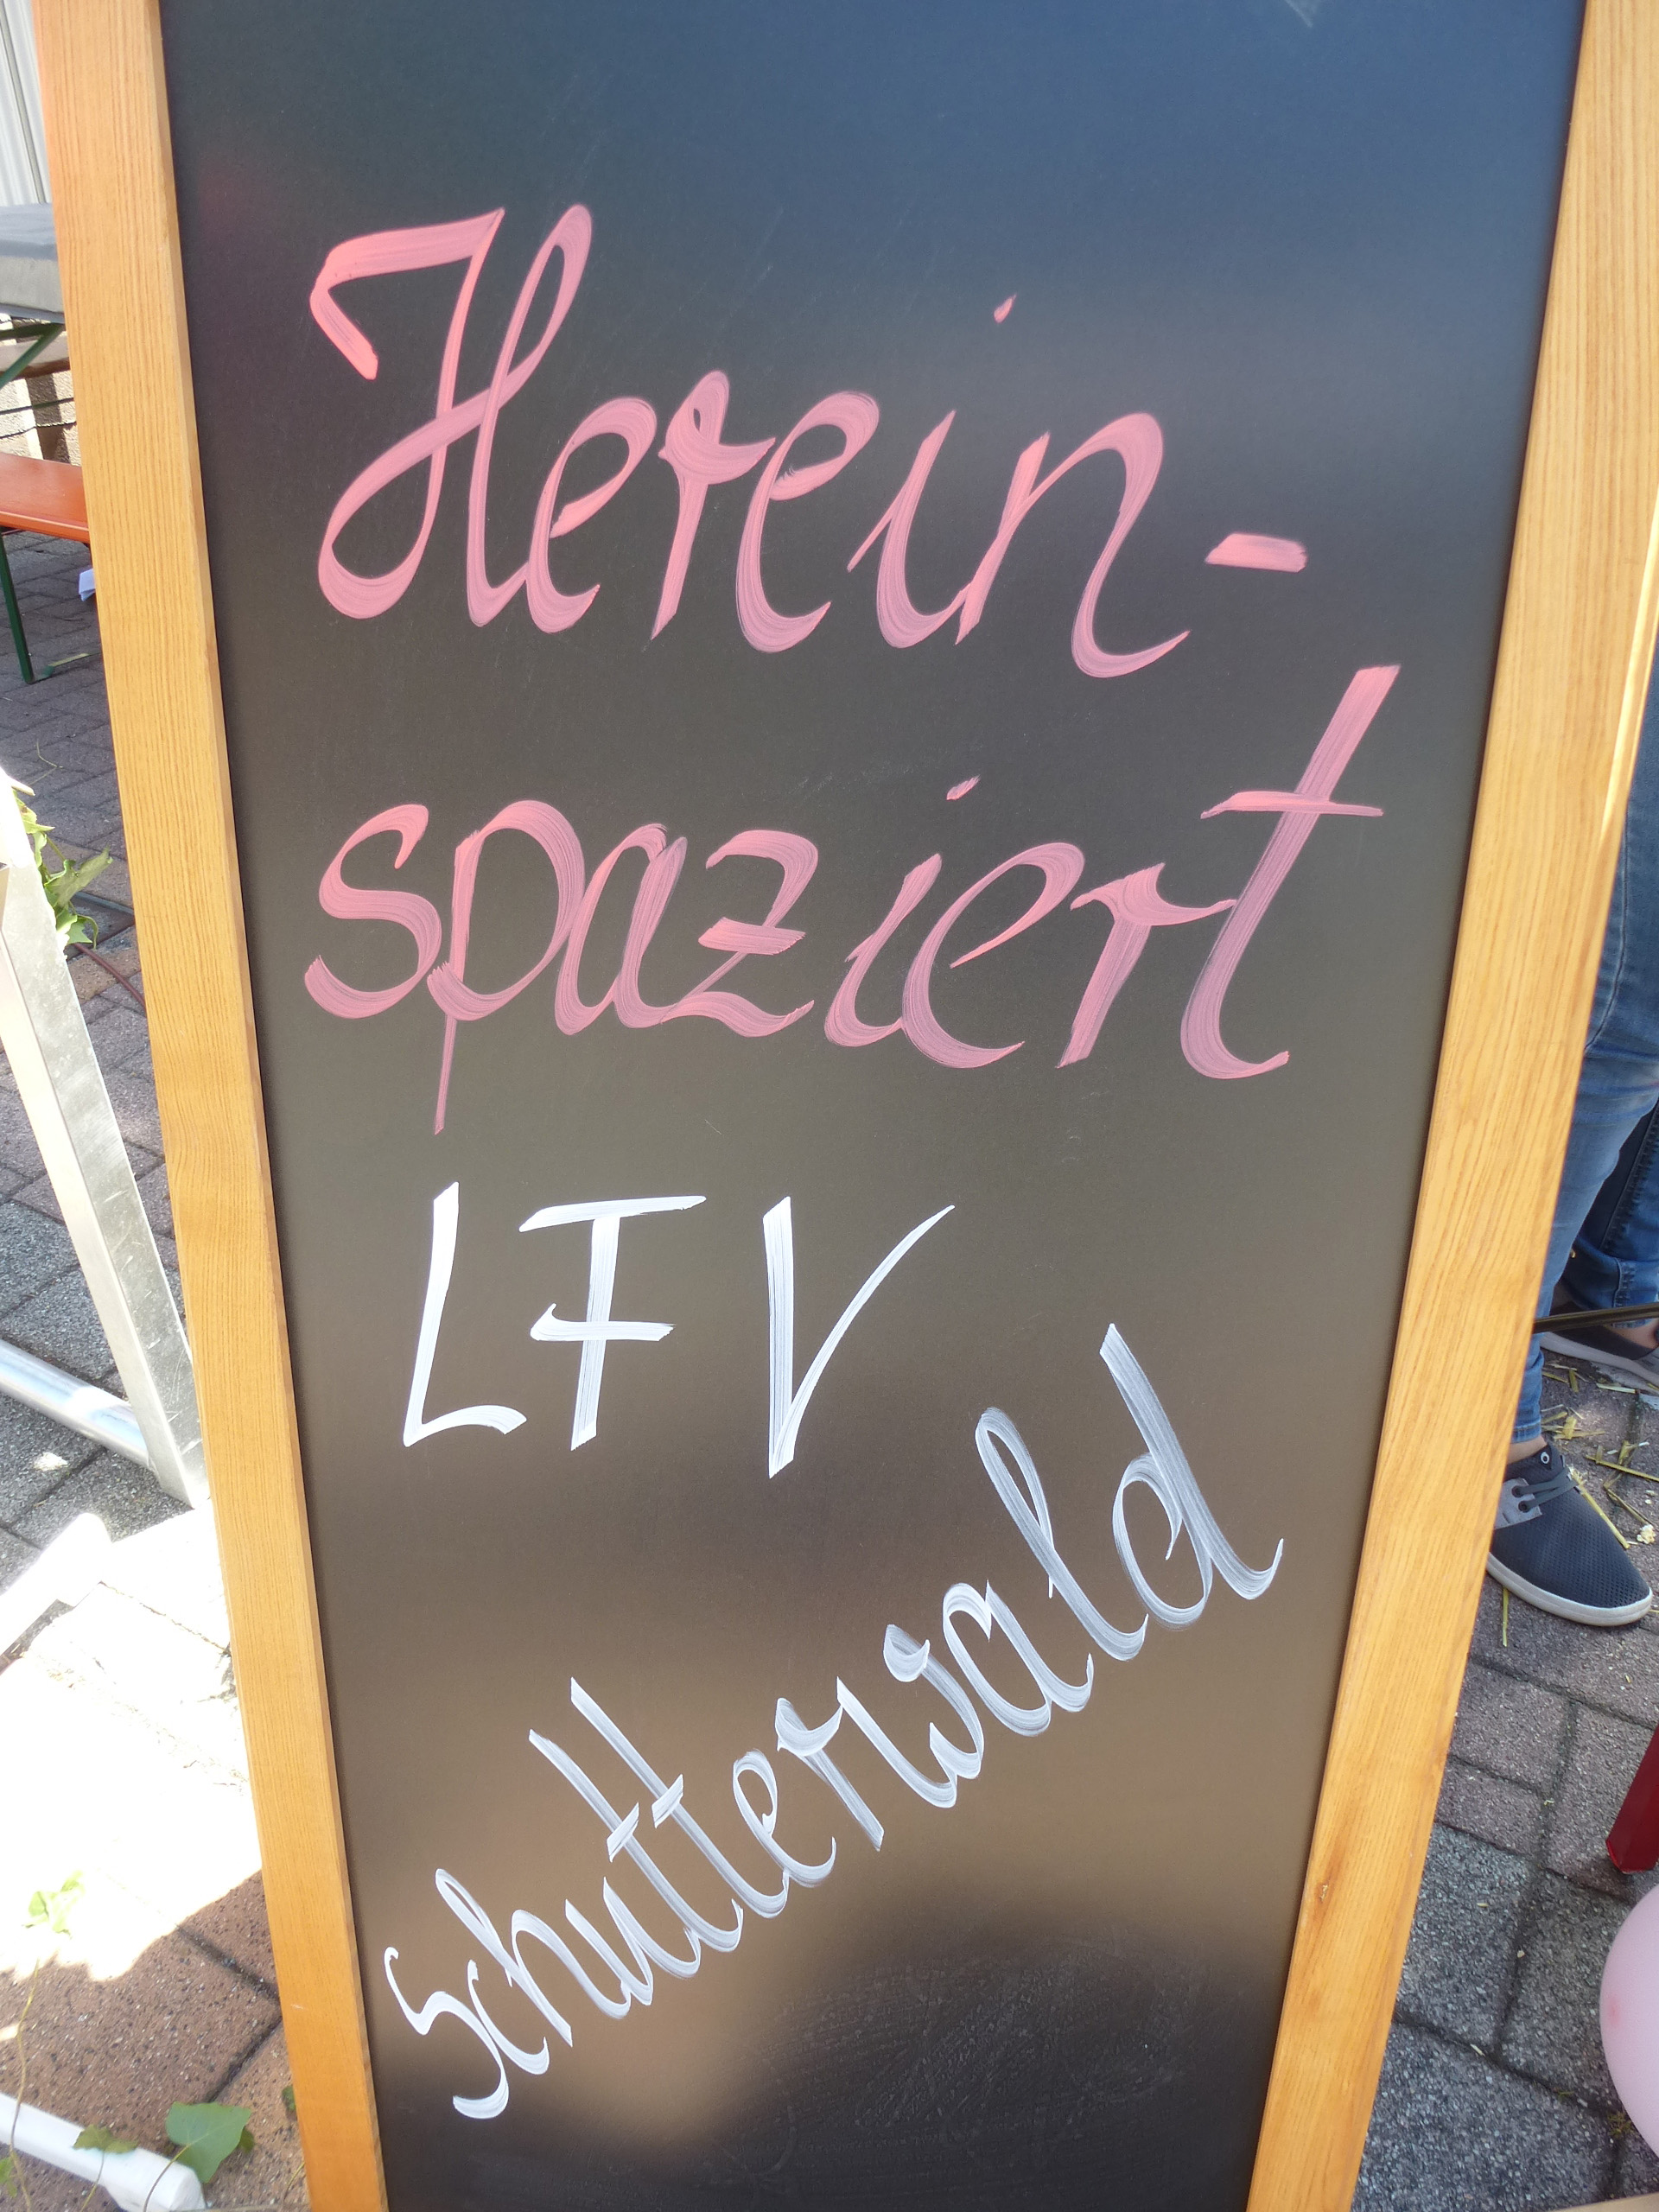 Herein-
spaziert
LFV
Schutterwald